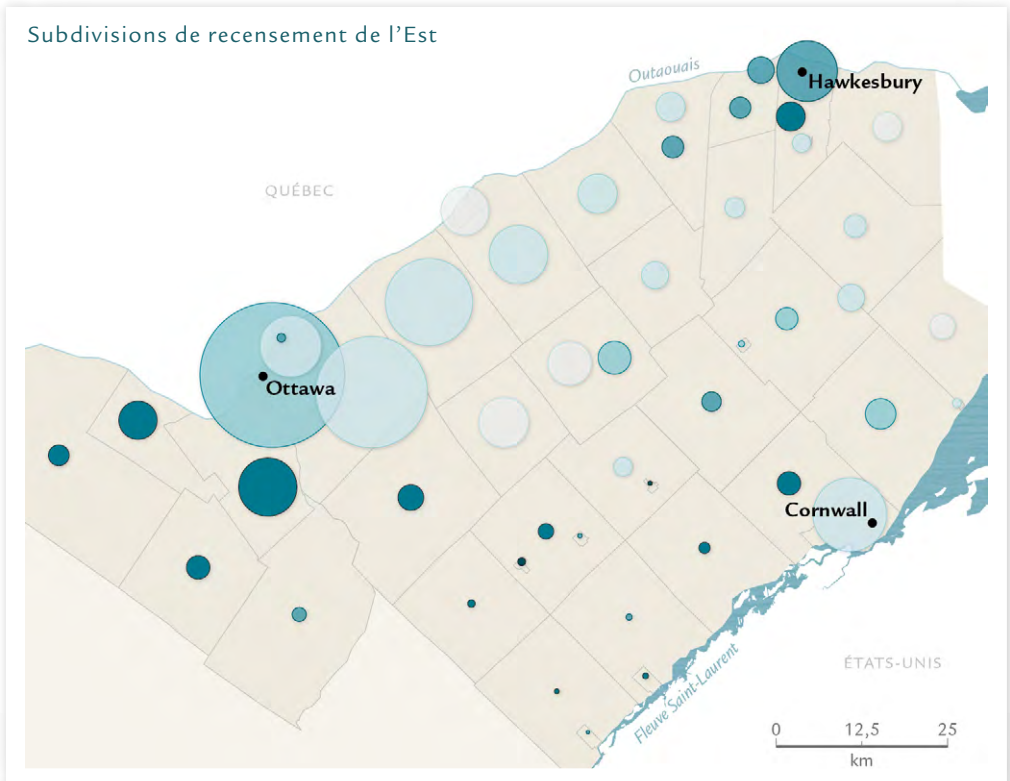 Subdivisions de recensement de l’Est
Outaouais
Hawkesbury
QUÉBEC
Ottawa
Cornwall
ÉTATS-UNIS
Fleuve Saint-Laurent
0 12,5 25
km